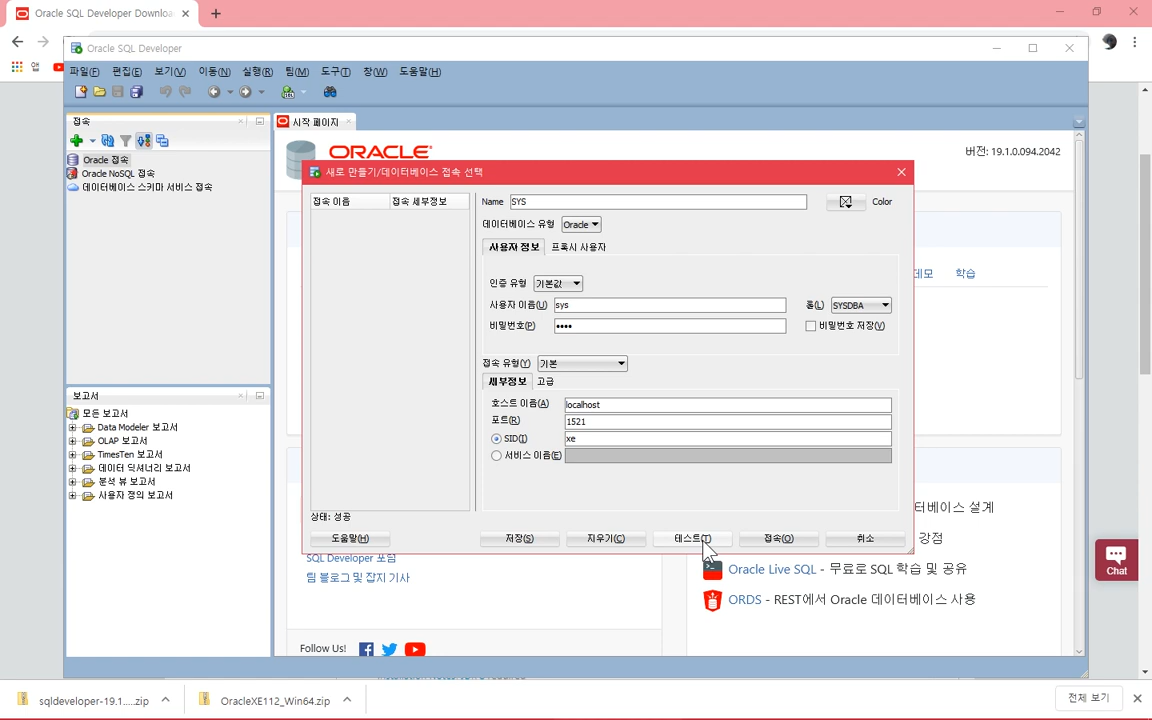 Oracle SQL Developer Downloa
Oracle SQL Developer
파일(F) 편집(E) 보기(V) 이동(N) 실행(R) 팀(M) 도구(T) 창(W) 도움말(H)
접속
Oracle 접속
Oracle NoSQL 접속
데이터베이스 스키마 서비스 접속
시작 페이지
ORACLE
버전: 19.1.0.094.2042
데모 학습
새로 만들기/데이터베이스 접속 선택
접속 이름 접속 세부정보
Name SYS Color
데이터베이스 유형 Oracle
사용자 정보 프록시 사용자
인증 유형 기본값
사용자 이름(U) sys 롤(L) SYSDBA
비밀번호(P) •••• 비밀번호 저장(V)
접속 유형(Y) 기본
세부정보 고급
호스트 이름(A) localhost
포트(R) 1521
SID(I) xe
서비스 이름(E)
상태: 성공
도움말(H) 저장(S) 지우기(C) 테스트(T) 접속(O) 취소
보고서
모든 보고서
Data Modeler 보고서
OLAP 보고서
TimesTen 보고서
데이터 딕셔너리 보고서
분석 뷰 보고서
사용자 정의 보고서
터베이스 설계
강점
SQL Developer 포럼
팀 블로그 및 잡지 기사
Oracle Live SQL - 무료로 SQL 학습 및 공유
ORDS - REST에서 Oracle 데이터베이스 사용
Follow Us!
Chat
sqldeveloper-19.1.....zip
OracleXE112_Win64.zip
전체 보기